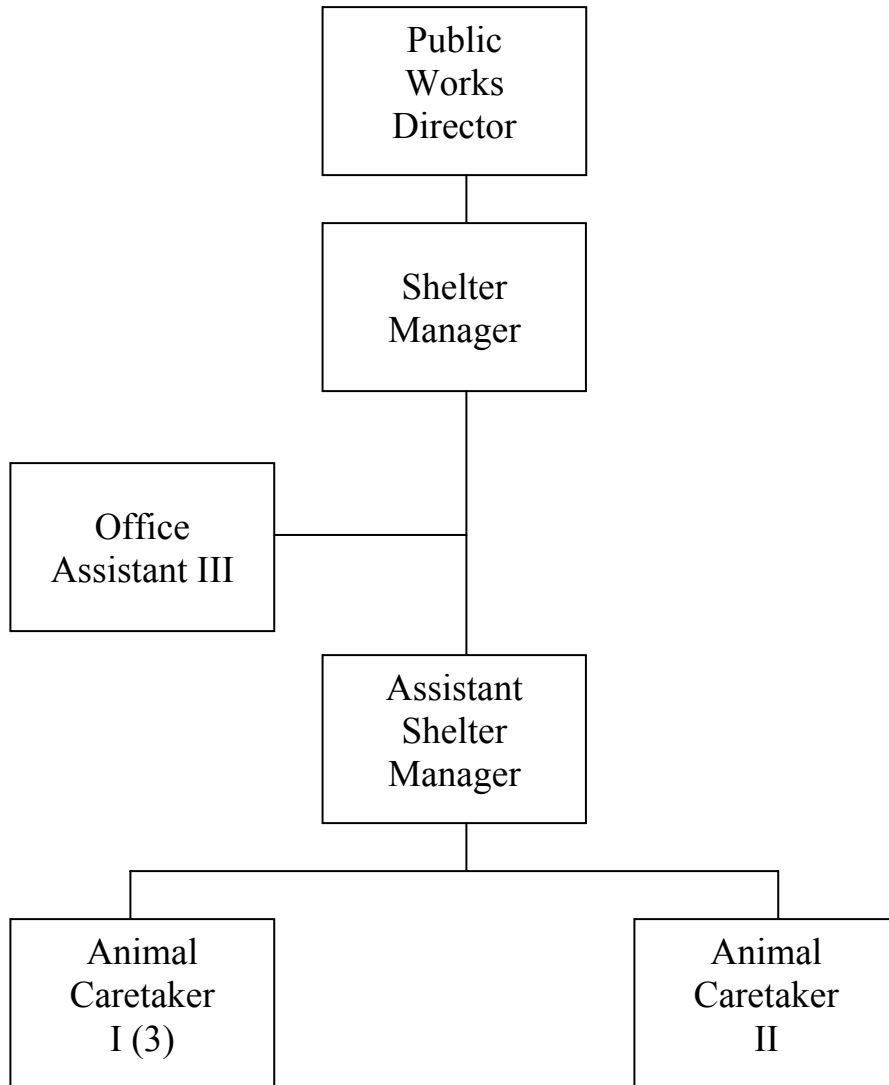 Public
Works
Director
Shelter
Manager
Office
Assistant III
Assistant
Shelter
Manager
Animal
Caretaker
I (3)
Animal
Caretaker
II